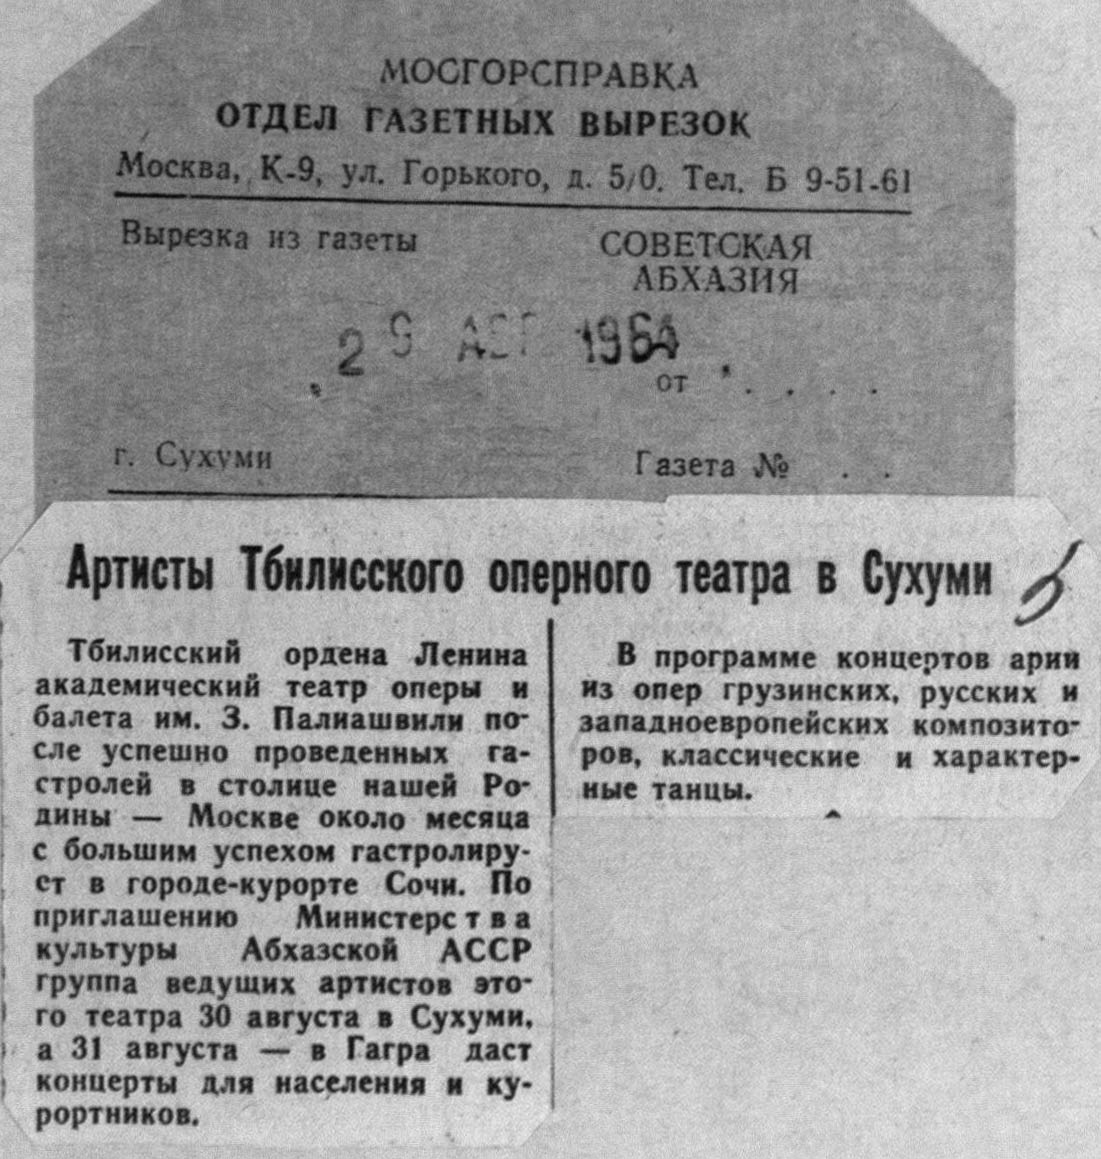 МОСГОРСПРАВКА
ОТДЕЛ ГАЗЕТНЫХ ВЫРЕЗОК
Москва, К-9, ул. Горького, д. 5/0. Тел. Б 9-51-61
Вырезка из газеты
СОВЕТСКАЯ
АБХАЗИЯ
29 АВГ 1964
от . . . .
г. Сухуми
Газета № . .
Артисты Тбилисского оперного театра в Сухуми
Тбилисский ордена Ленина
академический театр оперы и
балета им. З. Палиашвили по-
сле успешно проведенных га-
стролей в столице нашей Ро-
дины — Москве около месяца
с большим успехом гастролиру-
ет в городе-курорте Сочи. По
приглашению Министерства
культуры Абхазской АССР
группа ведущих артистов это-
го театра 30 августа в Сухуми,
а 31 августа — в Гагра даст
концерты для населения и ку-
рортников.
В программе концертов арии
из опер грузинских, русских и
западноевропейских композито-
ров, классические и характер-
ные танцы.